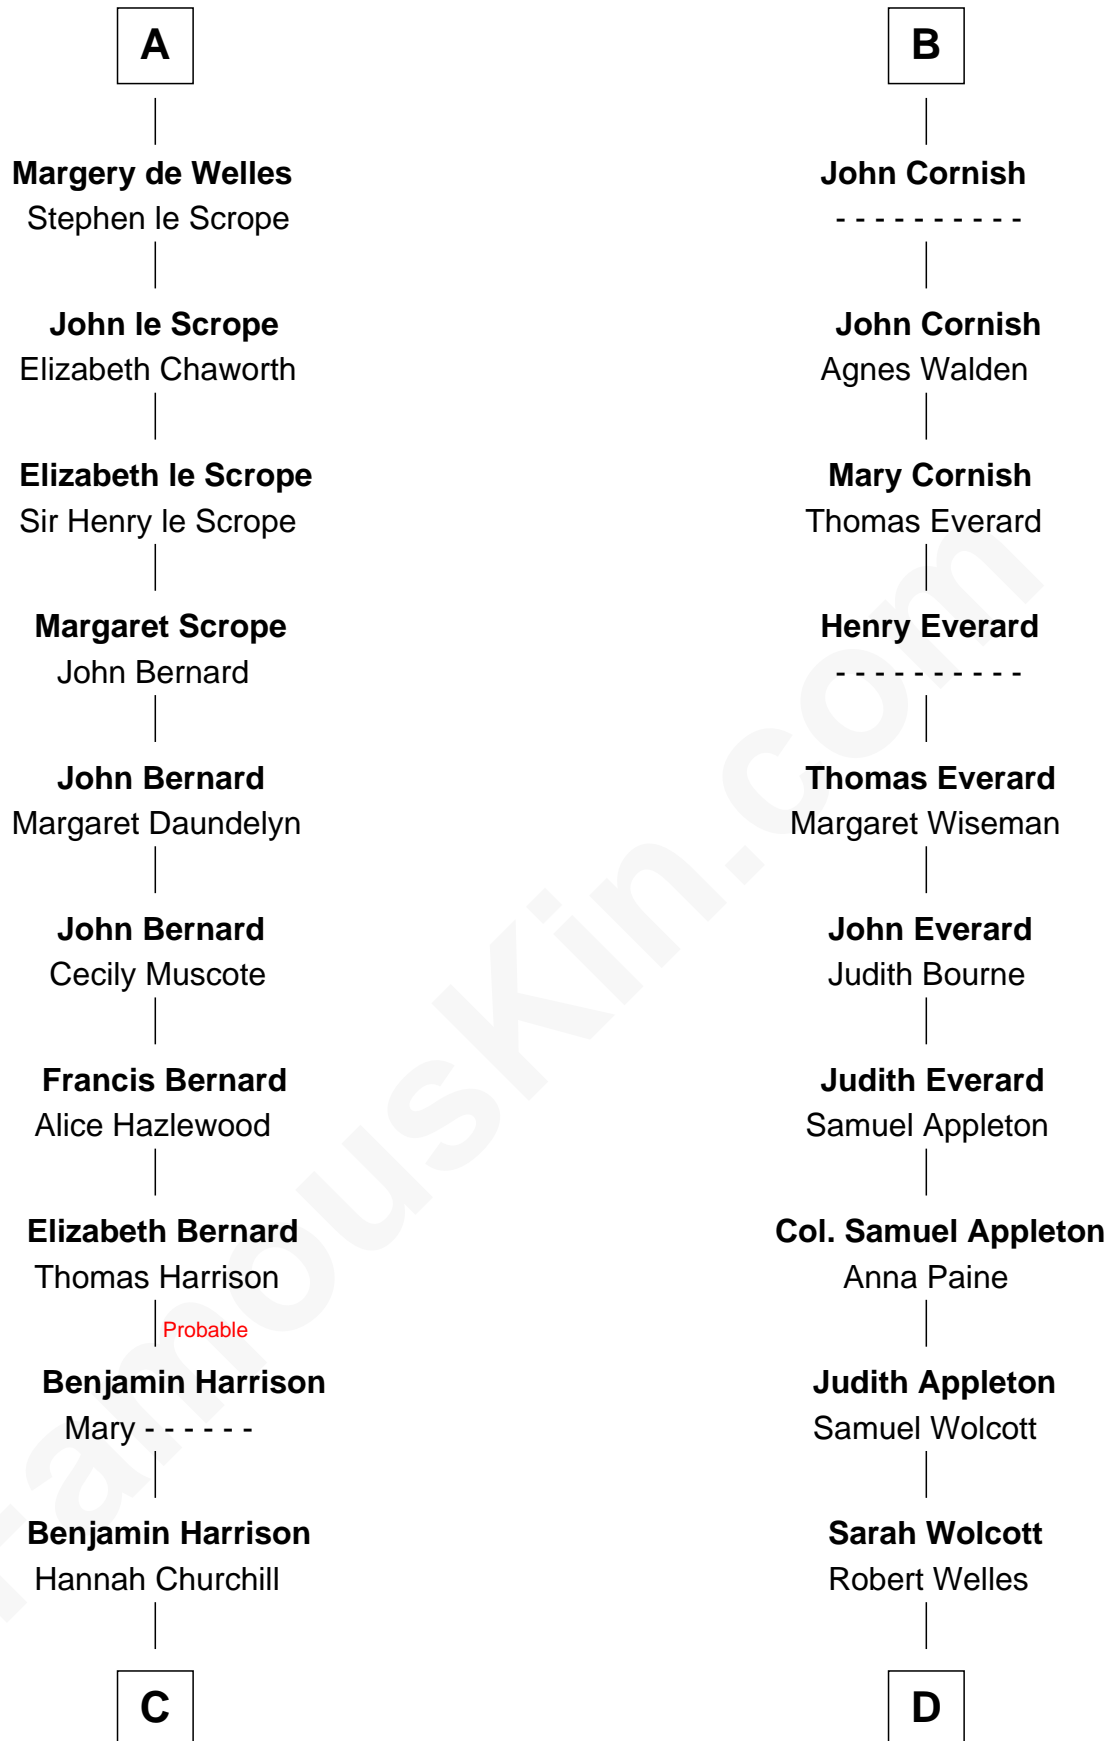 A
Margery de Welles
Stephen le Scrope
John le Scrope
Elizabeth Chaworth
Elizabeth le Scrope
Sir Henry le Scrope
Margaret Scrope
John Bernard
John Bernard
Margaret Daundelyn
John Bernard
Cecily Muscote
Francis Bernard
Alice Hazlewood
Elizabeth Bernard
Thomas Harrison
Probable
Benjamin Harrison
Mary - - - - - -
Benjamin Harrison
Hannah Churchill
C
B
John Cornish
- - - - - - - - - -
John Cornish
Agnes Walden
Mary Cornish
Thomas Everard
Henry Everard
- - - - - - - - - -
Thomas Everard
Margaret Wiseman
John Everard
Judith Bourne
Judith Everard
Samuel Appleton
Col. Samuel Appleton
Anna Paine
Judith Appleton
Samuel Wolcott
Sarah Wolcott
Robert Welles
D
FamousKin.com